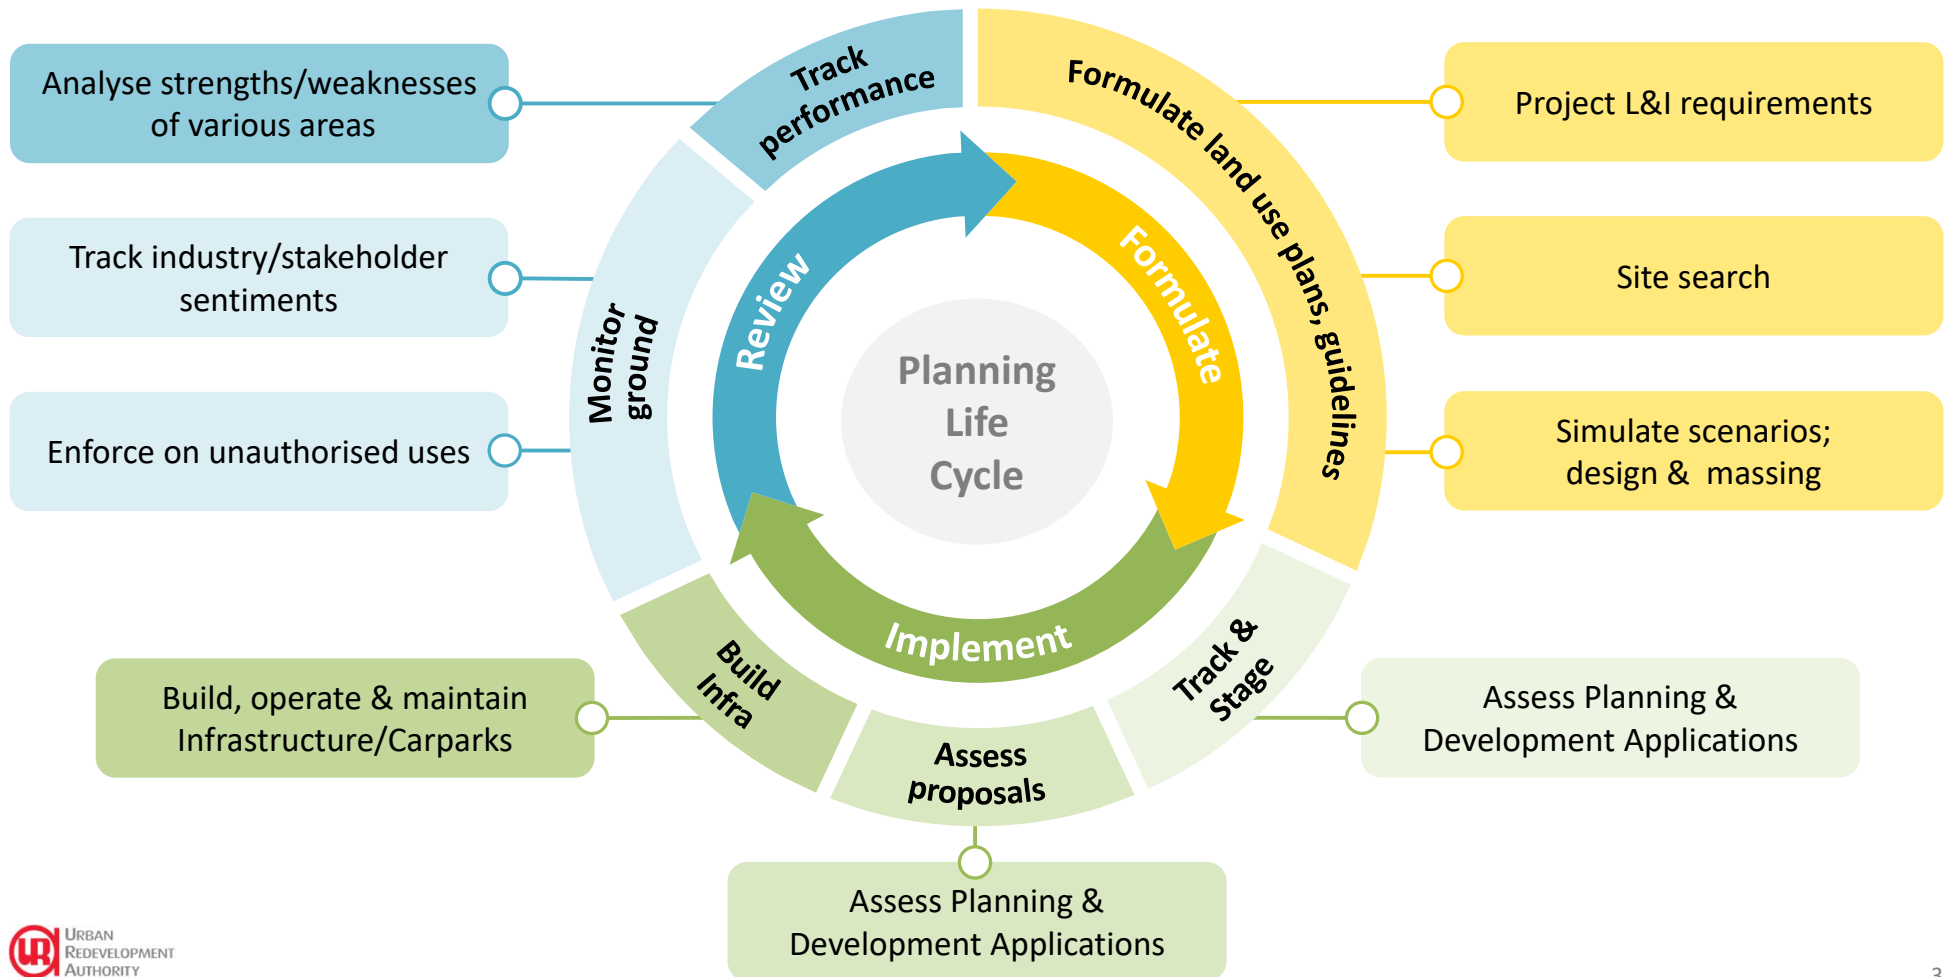 Analyse strengths/weaknesses
of various areas
Track industry/stakeholder
sentiments
Enforce on unauthorised uses
Build, operate & maintain
Infrastructure/Carparks
Track
performance
Monitor
ground
Build
Infra
Assess
proposals
Track &
Stage
Formulate land use plans, guidelines
Review
Formulate
Implement
Planning
Life
Cycle
Project L&I requirements
Site search
Simulate scenarios;
design &  massing
Assess Planning &
Development Applications
Assess Planning &
Development Applications
URBAN
REDEVELOPMENT
AUTHORITY
3